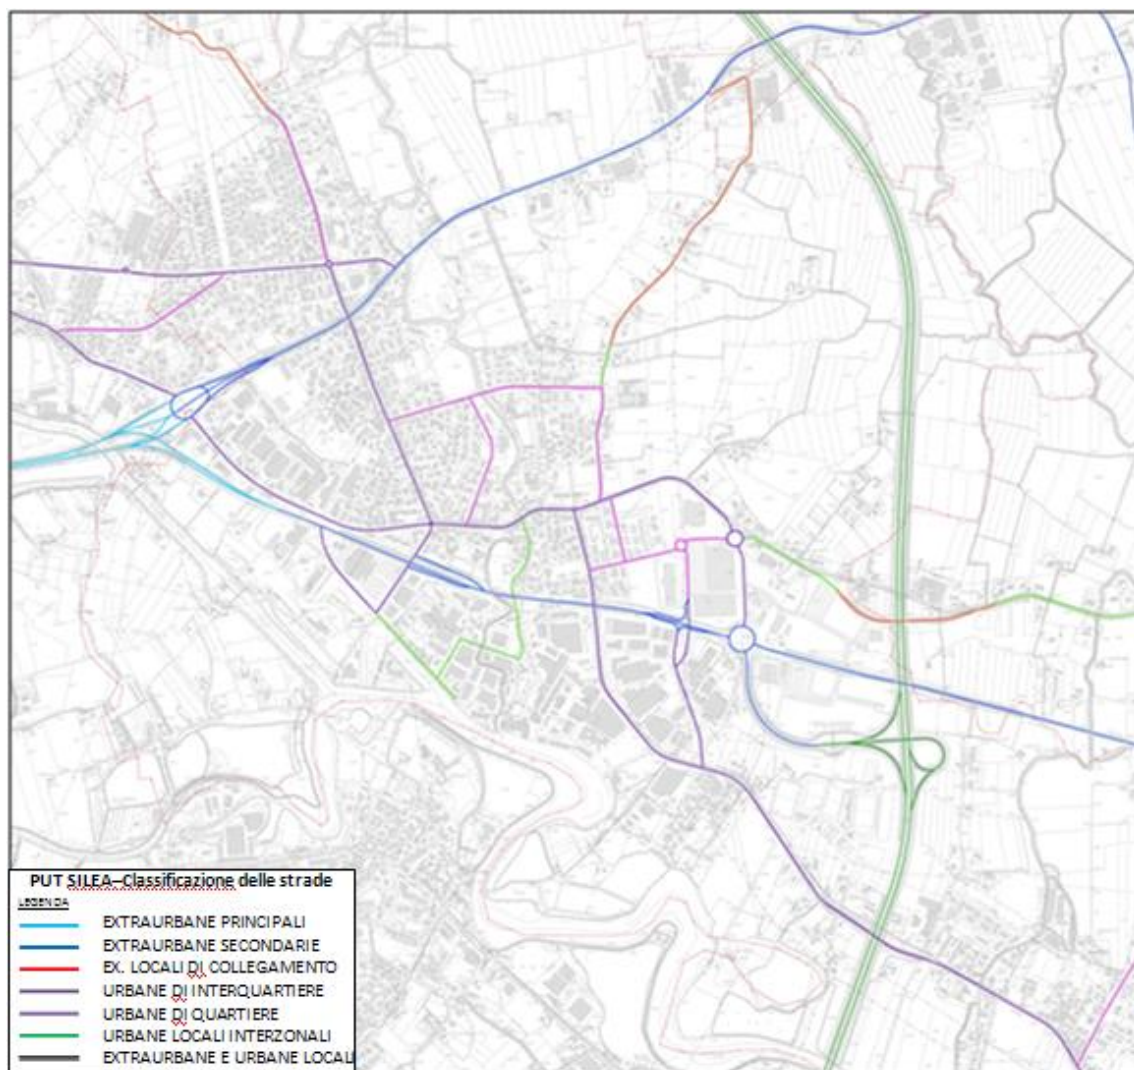 PUT SILEA–Classificazione delle strade
LEGENDA
EXTRAURBANE PRINCIPALI
EXTRAURBANE SECONDARIE
EX. LOCALI DI COLLEGAMENTO
URBANE DI INTERQUARTIERE
URBANE DI QUARTIERE
URBANE LOCALI INTERZONALI
EXTRAURBANE E URBANE LOCALI